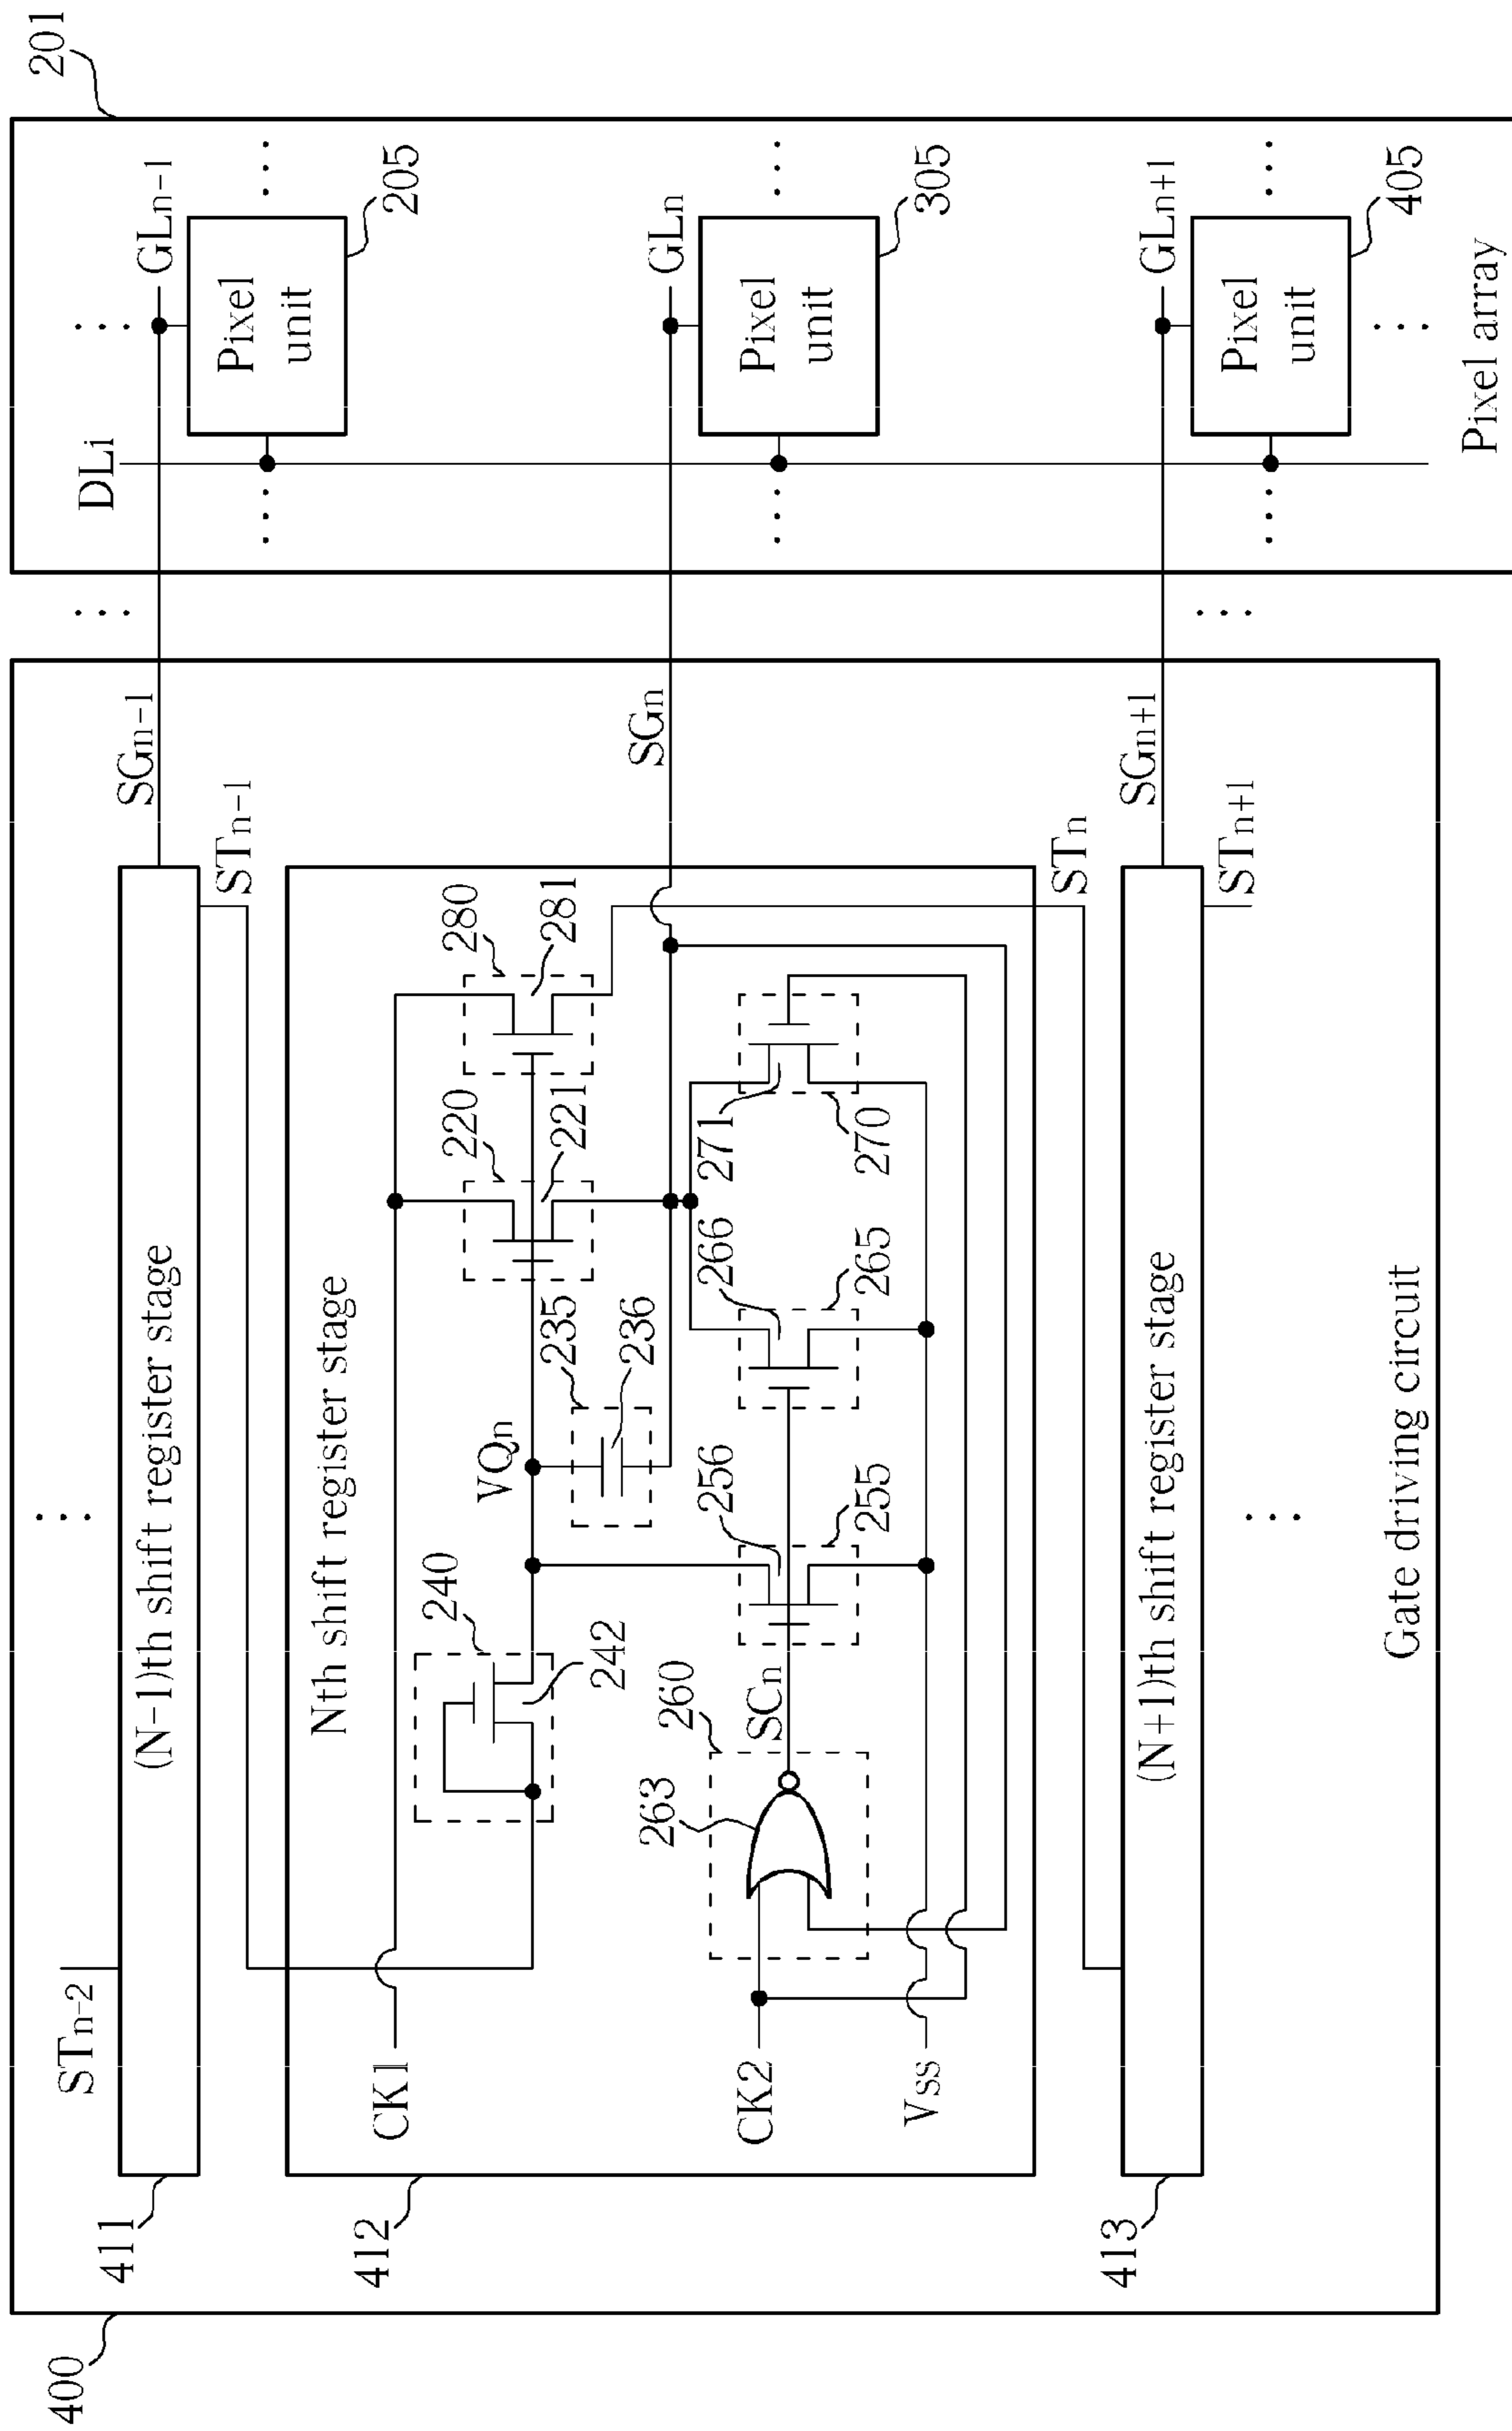 400
201
411
412
413
STn-2
(N-1)th shift register stage
SGn-1
STn-1
GLn-1
DLi
Pixel
unit
205
Nth shift register stage
CK1
240
242
VQn
235
236
220
221
280
281
SGn
GLn
Pixel
unit
305
263
260
SCn
256
255
266
265
271
270
CK2
Vss
STn
(N+1)th shift register stage
SGn+1
STn+1
GLn+1
Pixel
unit
405
Gate driving circuit
Pixel array